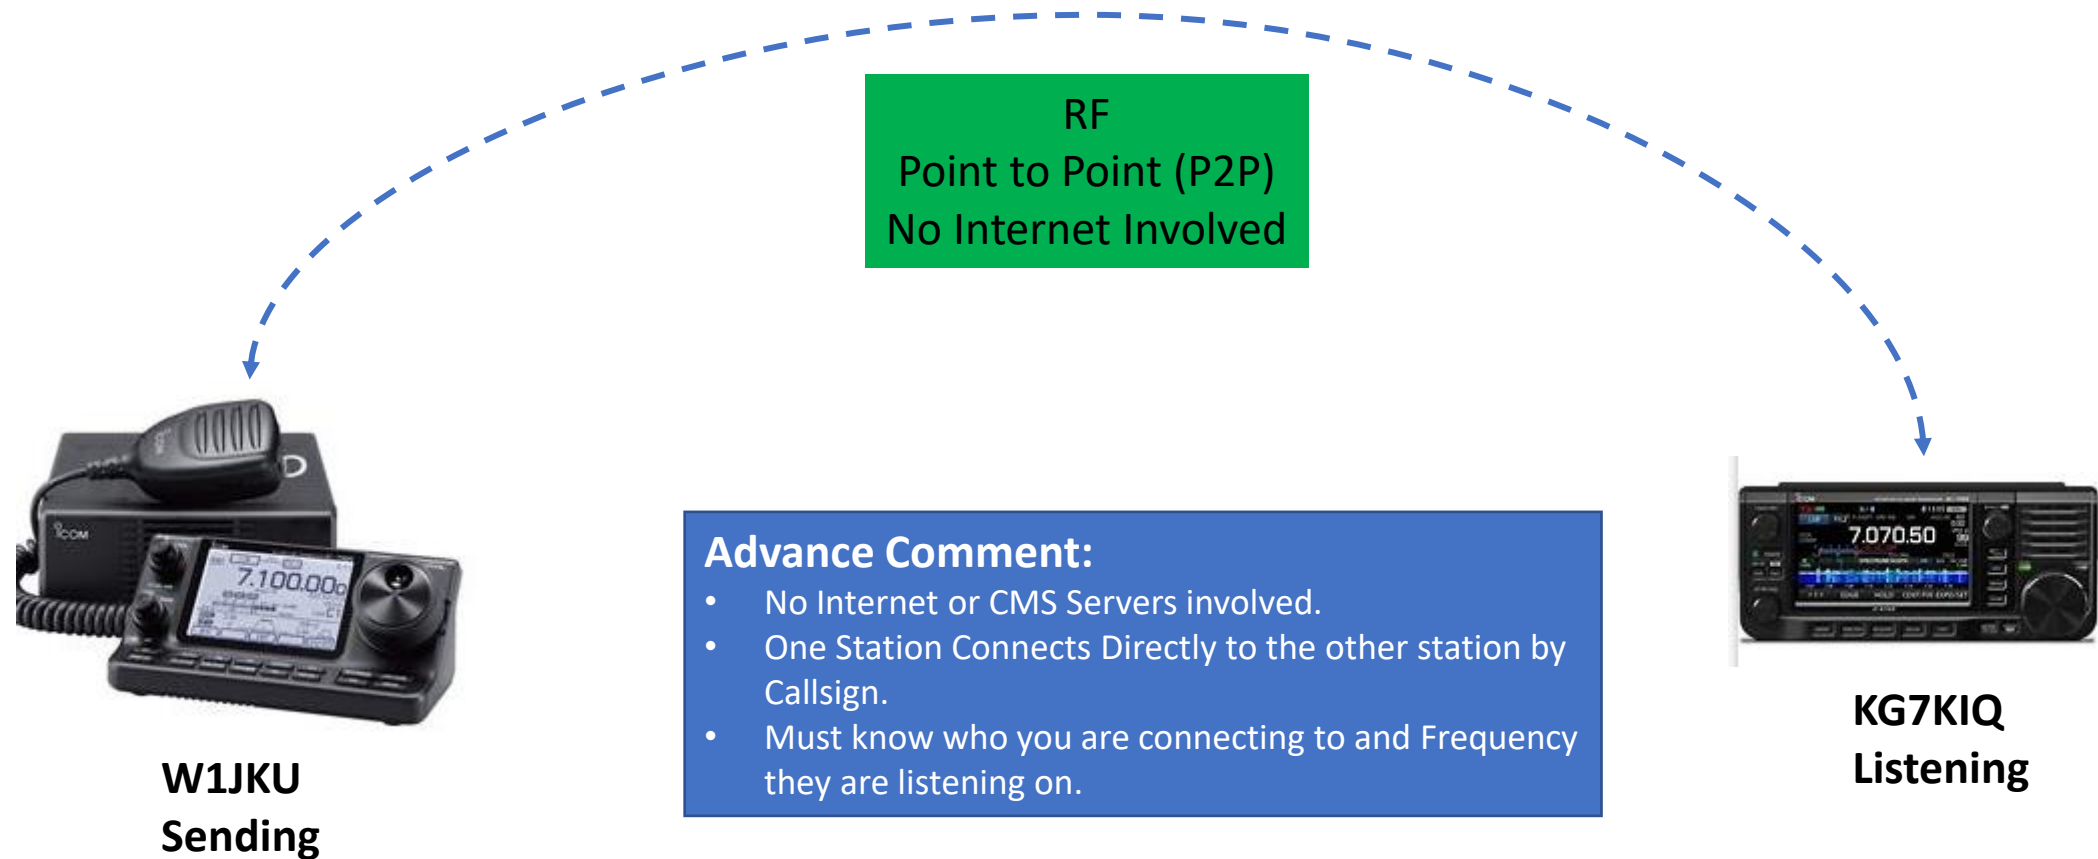 RF
Point to Point (P2P)
No Internet Involved
ICOM
7.100.00
ICOM
7.070.50
Advance Comment:
• No Internet or CMS Servers involved.
• One Station Connects Directly to the other station by
Callsign.
• Must know who you are connecting to and Frequency
they are listening on.
W1JKU
Sending
KG7KIQ
Listening